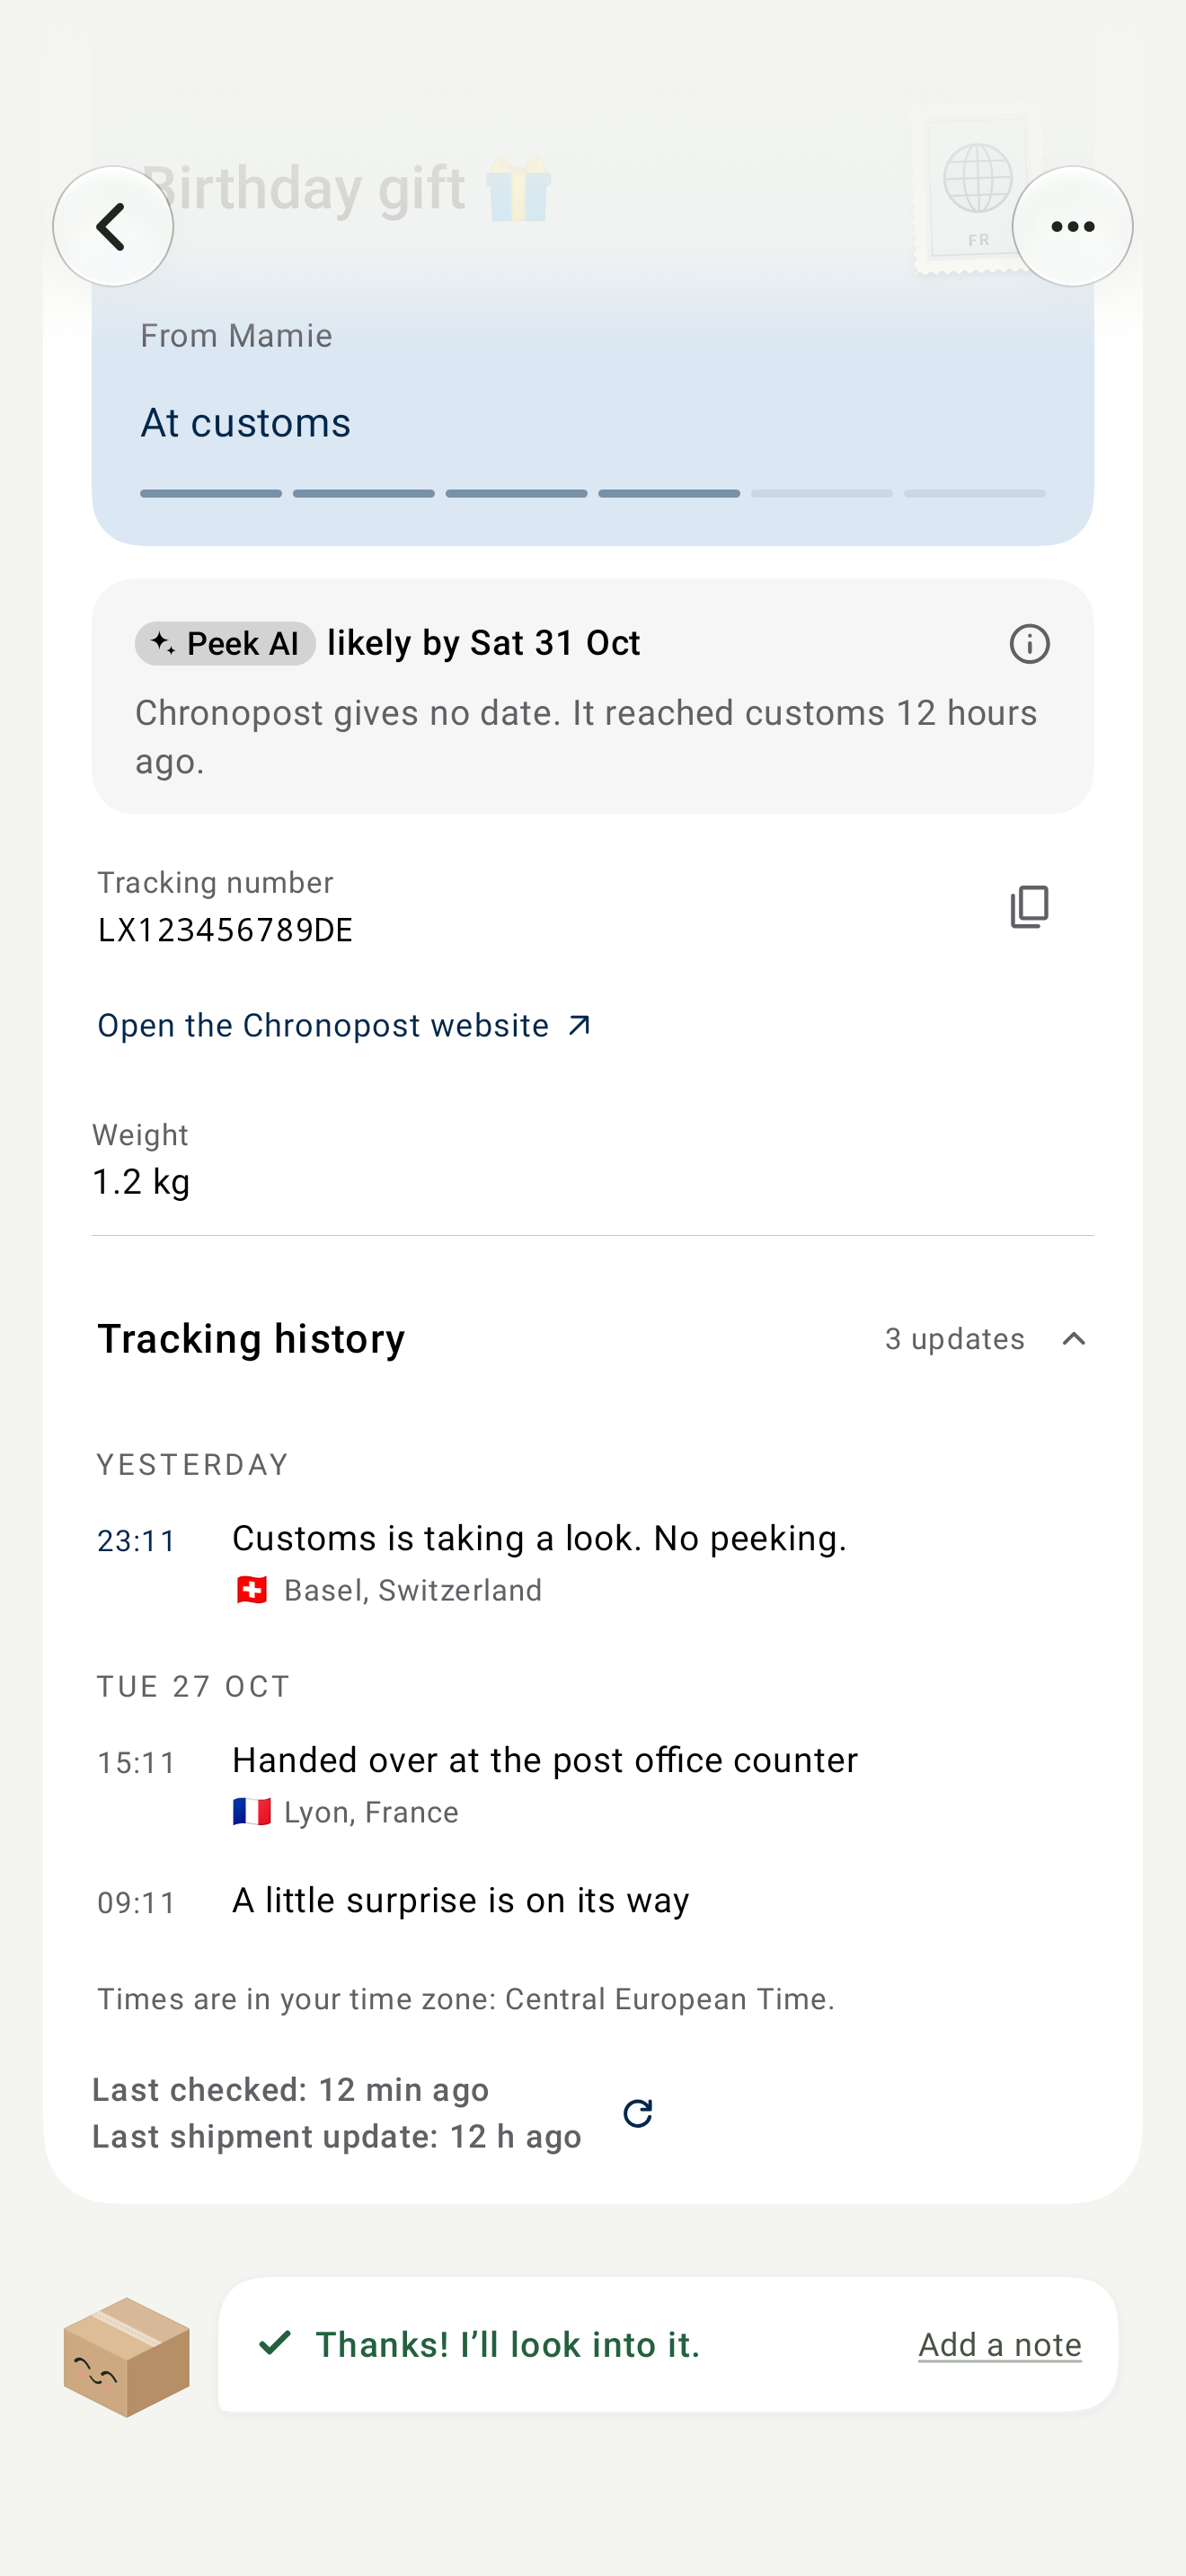 Birthday gift 🎁
FR
From Mamie
At customs
Peek AI likely by Sat 31 Oct
Chronopost gives no date. It reached customs 12 hours
ago.
Tracking number
LX123456789DE
Open the Chronopost website
Weight
1.2 kg
Tracking history
3 updates
YESTERDAY
23:11 Customs is taking a look. No peeking.
🇨🇭 Basel, Switzerland
TUE 27 OCT
15:11 Handed over at the post office counter
🇫🇷 Lyon, France
09:11 A little surprise is on its way
Times are in your time zone: Central European Time.
Last checked: 12 min ago
Last shipment update: 12 h ago
Thanks! I’ll look into it.
Add a note